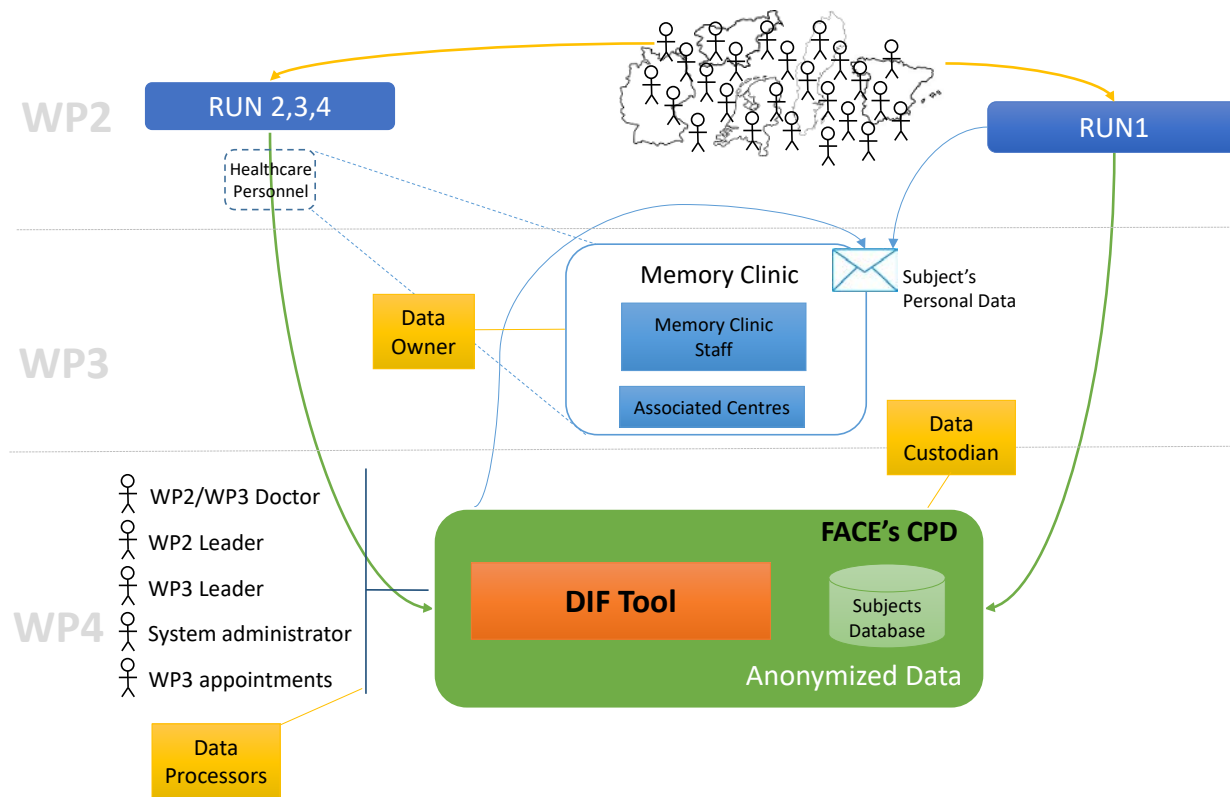 WP2
RUN 2,3,4
RUN1
Healthcare
Personnel
WP3
Memory Clinic
Subject's
Personal Data
Data
Owner
Memory Clinic
Staff
Associated Centres
Data
Custodian
WP4
WP2/WP3 Doctor
WP2 Leader
WP3 Leader
System administrator
WP3 appointments
FACE's CPD
DIF Tool
Subjects
Database
Anonymized Data
Data
Processors